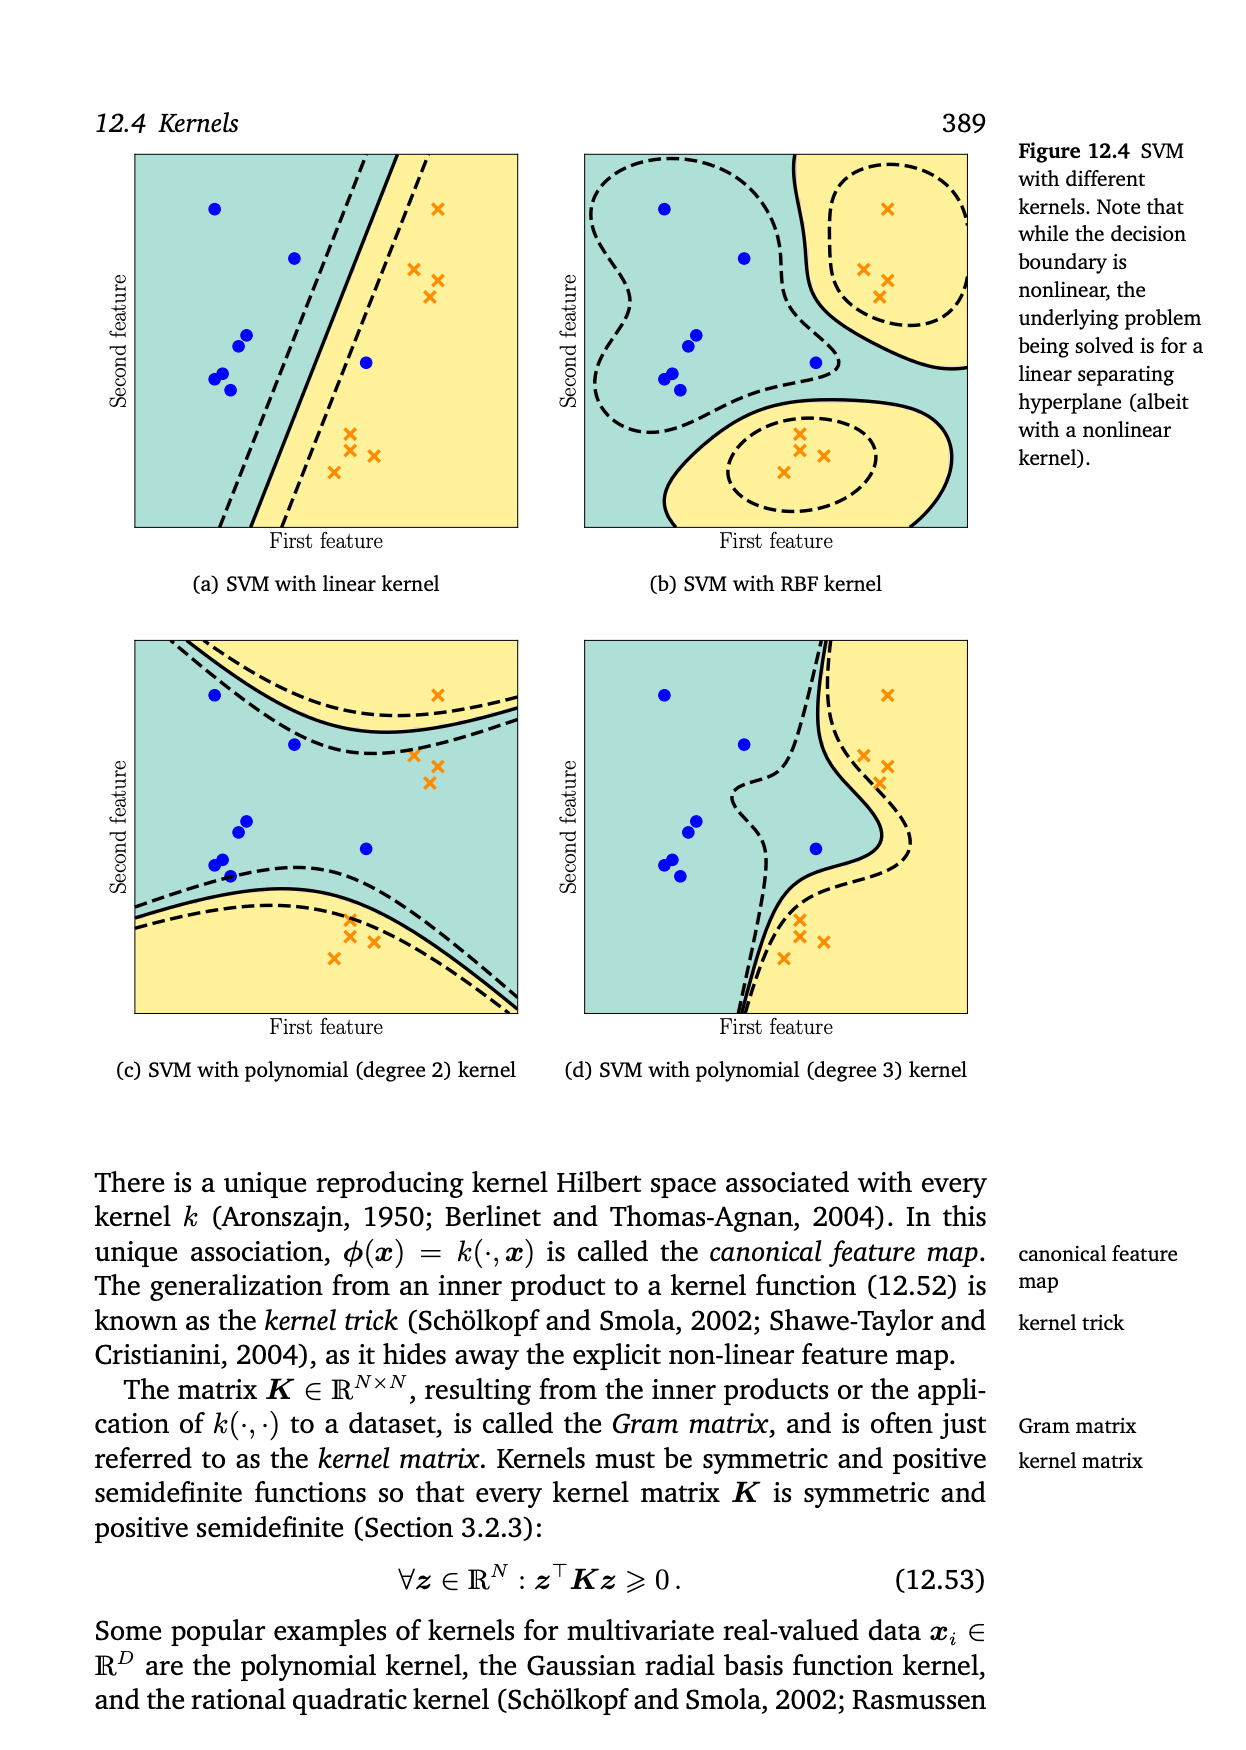 12.4 Kernels 389
Figure 12.4 SVM
with different
kernels. Note that
while the decision
boundary is
nonlinear, the
underlying problem
being solved is for a
linear separating
hyperplane (albeit
with a nonlinear
kernel).
Second feature
First feature
(a) SVM with linear kernel
Second feature
First feature
(b) SVM with RBF kernel
Second feature
First feature
(c) SVM with polynomial (degree 2) kernel
Second feature
First feature
(d) SVM with polynomial (degree 3) kernel
There is a unique reproducing kernel Hilbert space associated with every
kernel k (Aronszajn, 1950; Berlinet and Thomas-Agnan, 2004). In this
unique association, ϕ(x) = k(·, x) is called the canonical feature map.
canonical feature
map
The generalization from an inner product to a kernel function (12.52) is
known as the kernel trick (Schölkopf and Smola, 2002; Shawe-Taylor and
kernel trick
Cristianini, 2004), as it hides away the explicit non-linear feature map.
The matrix K ∈ ℝ^{N×N}, resulting from the inner products or the appli-
cation of k(·, ·) to a dataset, is called the Gram matrix, and is often just
Gram matrix
referred to as the kernel matrix. Kernels must be symmetric and positive
kernel matrix
semidefinite functions so that every kernel matrix K is symmetric and
positive semidefinite (Section 3.2.3):
∀z ∈ ℝ^N : z^⊤Kz ⩾ 0 . (12.53)
Some popular examples of kernels for multivariate real-valued data x_i ∈
ℝ^D are the polynomial kernel, the Gaussian radial basis function kernel,
and the rational quadratic kernel (Schölkopf and Smola, 2002; Rasmussen